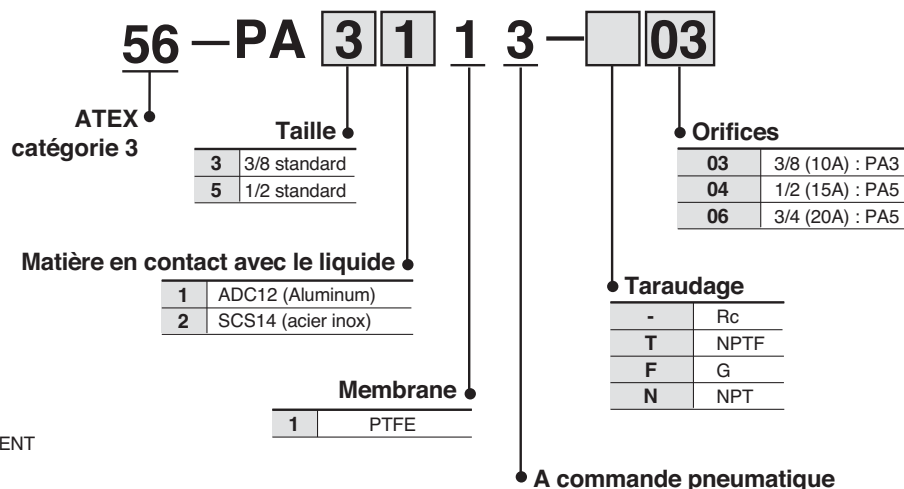 56 – PA 3 1 1 3 – 03
ATEX
catégorie 3
Taille
3 3/8 standard
5 1/2 standard
Orifices
03 3/8 (10A) : PA3
04 1/2 (15A) : PA5
06 3/4 (20A) : PA5
Matière en contact avec le liquide
1 ADC12 (Aluminum)
2 SCS14 (acier inox)
Taraudage
- Rc
T NPTF
F G
N NPT
Membrane
1 PTFE
ENT
A commande pneumatique